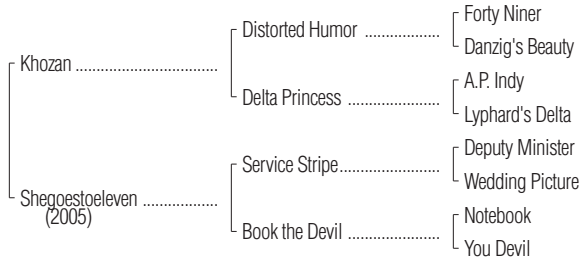 Forty Niner
Distorted Humor ..................
Danzig's Beauty
Khozan ..................................
A.P. Indy
Delta Princess ......................
Lyphard's Delta
Deputy Minister
Service Stripe........................
Wedding Picture
Shegoestoeleven ..................
(2005)
Notebook
Book the Devil ......................
You Devil